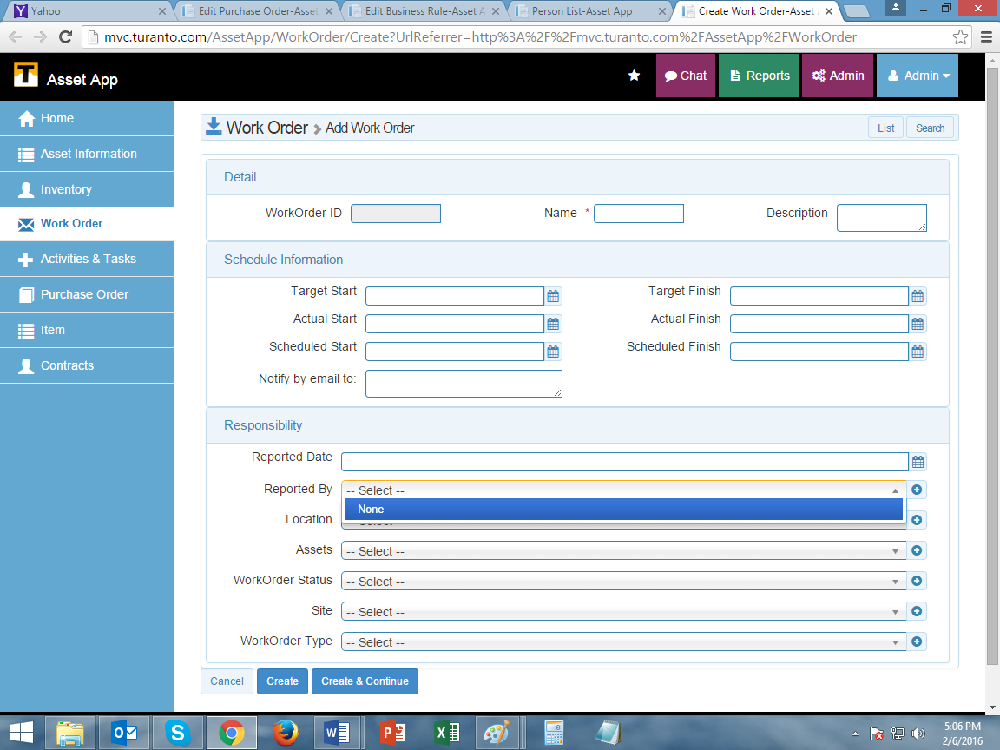 Yahoo
Edit Purchase Order-Asset
Edit Business Rule-Asset A
Person List-Asset App
Create Work Order-Asset
mvc.turanto.com/AssetApp/WorkOrder/Create?UrlReferrer=http%3A%2F%2Fmvc.turanto.com%2FAssetApp%2FWorkOrder
T Asset App
Chat
Reports
Admin
Admin
Home
Asset Information
Inventory
Work Order
Activities & Tasks
Purchase Order
Item
Contracts
Work Order > Add Work Order
List
Search
Detail
WorkOrder ID
Name *
Description
Schedule Information
Target Start
Target Finish
Actual Start
Actual Finish
Scheduled Start
Scheduled Finish
Notify by email to:
Responsibility
Reported Date
Reported By -- Select --
--None--
Location
Assets -- Select --
WorkOrder Status -- Select --
Site -- Select --
WorkOrder Type -- Select --
Cancel
Create
Create & Continue
5:06 PM
2/6/2016